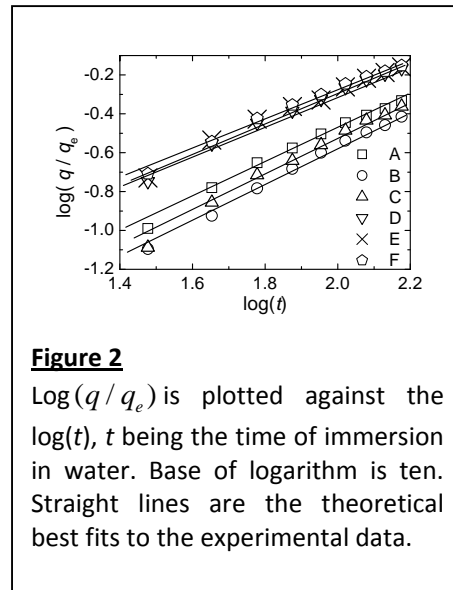 -0.2
-0.4
-0.6
-0.8
-1.0
-1.2
log( q / qₑ )
1.4 1.6 1.8 2.0 2.2
log(t)
A
B
C
D
E
F
Figure 2
Log(q / qₑ) is plotted against the
log(t), t being the time of immersion
in water. Base of logarithm is ten.
Straight lines are the theoretical
best fits to the experimental data.